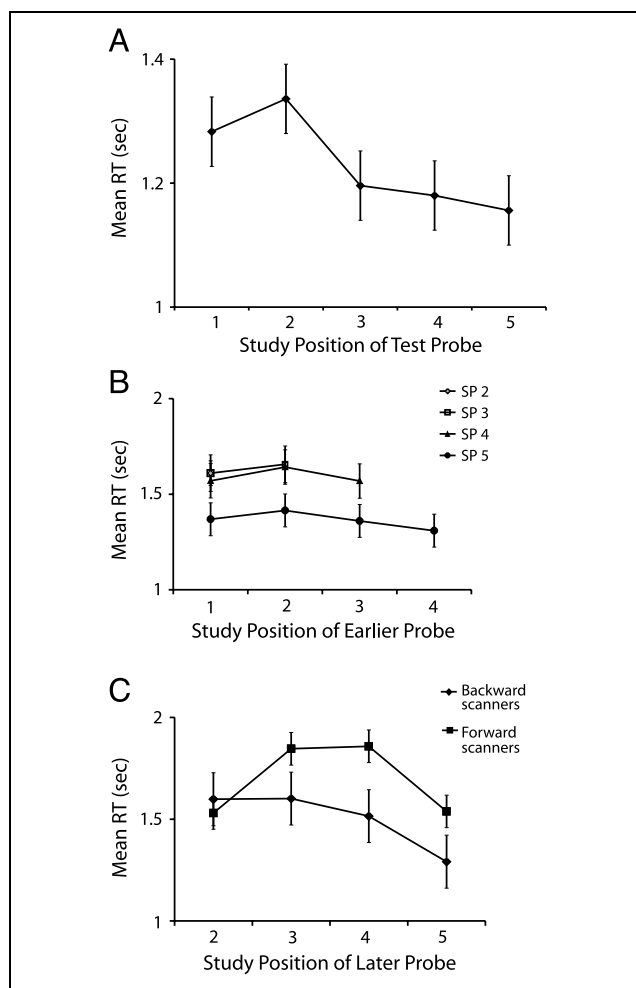 A
1.4
1.2
1
Mean RT (sec)
1 2 3 4 5
Study Position of Test Probe
B
SP 2
SP 3
SP 4
SP 5
2
1.5
1
Mean RT (sec)
1 2 3 4
Study Position of Earlier Probe
C
Backward
scanners
Forward
scanners
2
1.5
1
Mean RT (sec)
2 3 4 5
Study Position of Later Probe